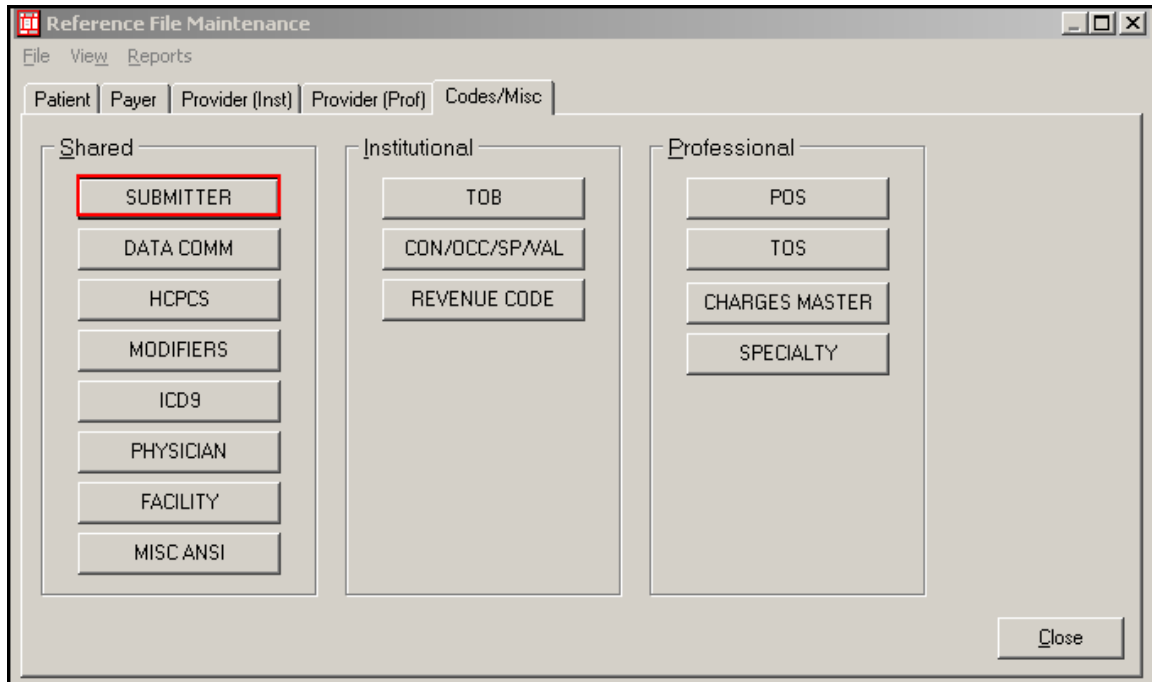 Reference File Maintenance
File View Reports
Patient Payer Provider (Inst) Provider (Prof) Codes/Misc
Shared
SUBMITTER
DATA COMM
HCPCS
MODIFIERS
ICD9
PHYSICIAN
FACILITY
MISC ANSI
Institutional
TOB
CON/OCC/SP/VAL
REVENUE CODE
Professional
POS
TOS
CHARGES MASTER
SPECIALTY
Close